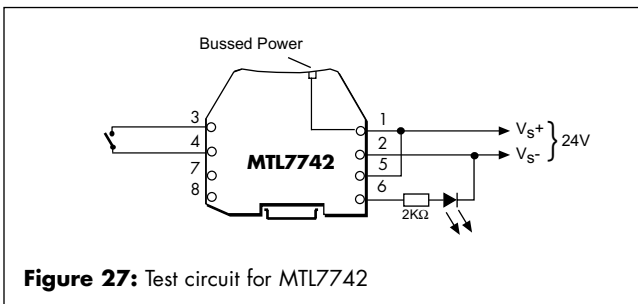 Bussed Power
3
4
7
8
MTL7742
1
2
5
6
Vs+
Vs-
24V
2KΩ
Figure 27: Test circuit for MTL7742